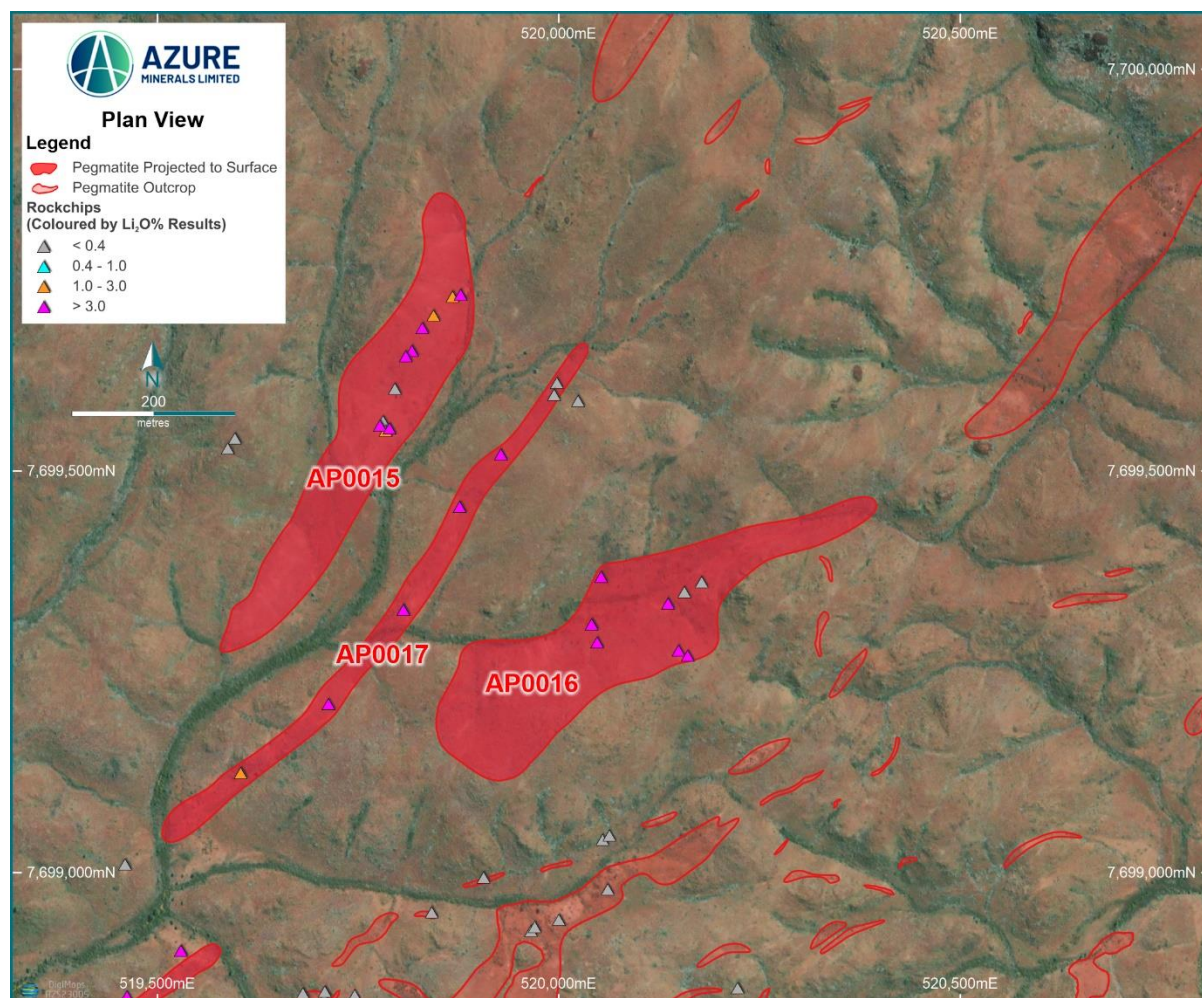 AZURE
MINERALS LIMITED
Plan View
Legend
Pegmatite Projected to Surface
Pegmatite Outcrop
Rockchips
(Coloured by Li₂O% Results)
< 0.4
0.4 - 1.0
1.0 - 3.0
> 3.0
N
200
metres
520,000mE
520,500mE
7,700,000mN
7,699,500mN
7,699,500mN
AP0015
AP0017
AP0016
7,699,000mN
7,699,000mN
519,500mE
520,000mE
520,500mE
DigiMaps